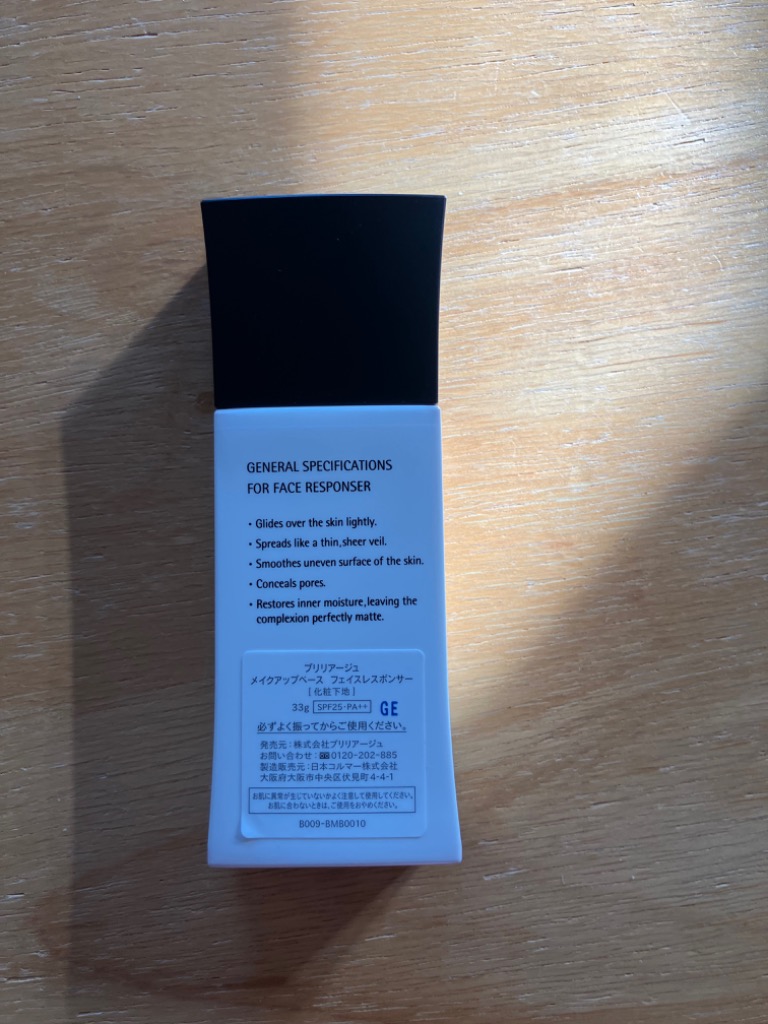 GENERAL SPECIFICATIONS
FOR FACE RESPONSER
・Glides over the skin lightly.
・Spreads like a thin,sheer veil.
・Smoothes uneven surface of the skin.
・Conceals pores.
・Restores inner moisture,leaving the
complexion perfectly matte.
ブリリアージュ
メイクアップベース フェイスレスポンサー
[化粧下地]
33g SPF25・PA++ GE
必ずよく振ってからご使用ください。
発売元：株式会社ブリリアージュ
お問い合わせ：0120-202-885
製造販売元：日本コルマー株式会社
大阪府大阪市中央区伏見町4-4-1
お肌に異常が生じていないかよく注意して使用してください。
お肌に合わないときは、ご使用をおやめください。
B009-BMB0010